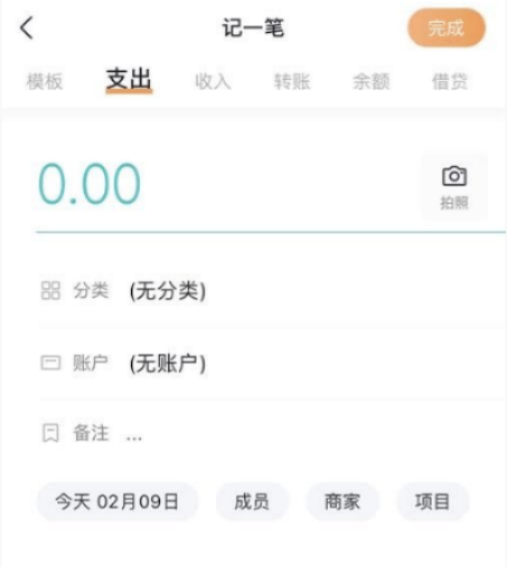 记一笔 完成
模板 支出 收入 转账 余额 借贷
0.00
拍照
分类 (无分类)
账户 (无账户)
备注 ...
今天 02月09日 成员 商家 项目